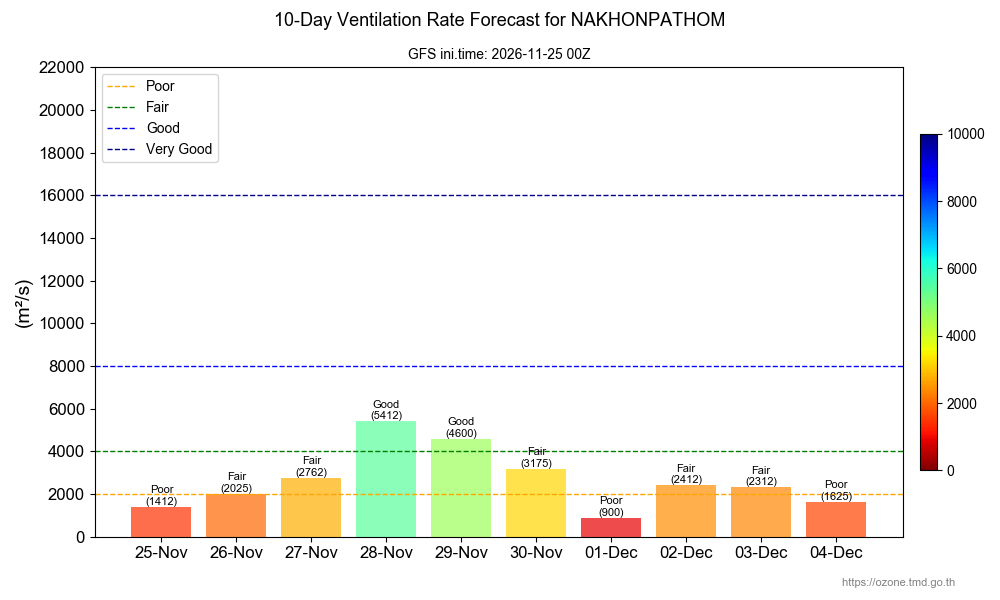 10-Day Ventilation Rate Forecast for NAKHONPATHOM
GFS ini.time: 2026-11-25 00Z
22000
20000
18000
16000
14000
12000
10000
8000
6000
4000
2000
0
(m²/s)
Poor
Fair
Good
Very Good
Poor
(1412)
Fair
(2025)
Fair
(2762)
Good
(5412)
Good
(4600)
Fair
(3175)
Poor
(900)
Fair
(2412)
Fair
(2312)
Poor
(1625)
25-Nov 26-Nov 27-Nov 28-Nov 29-Nov 30-Nov 01-Dec 02-Dec 03-Dec 04-Dec
10000
8000
6000
4000
2000
0
https://ozone.tmd.go.th